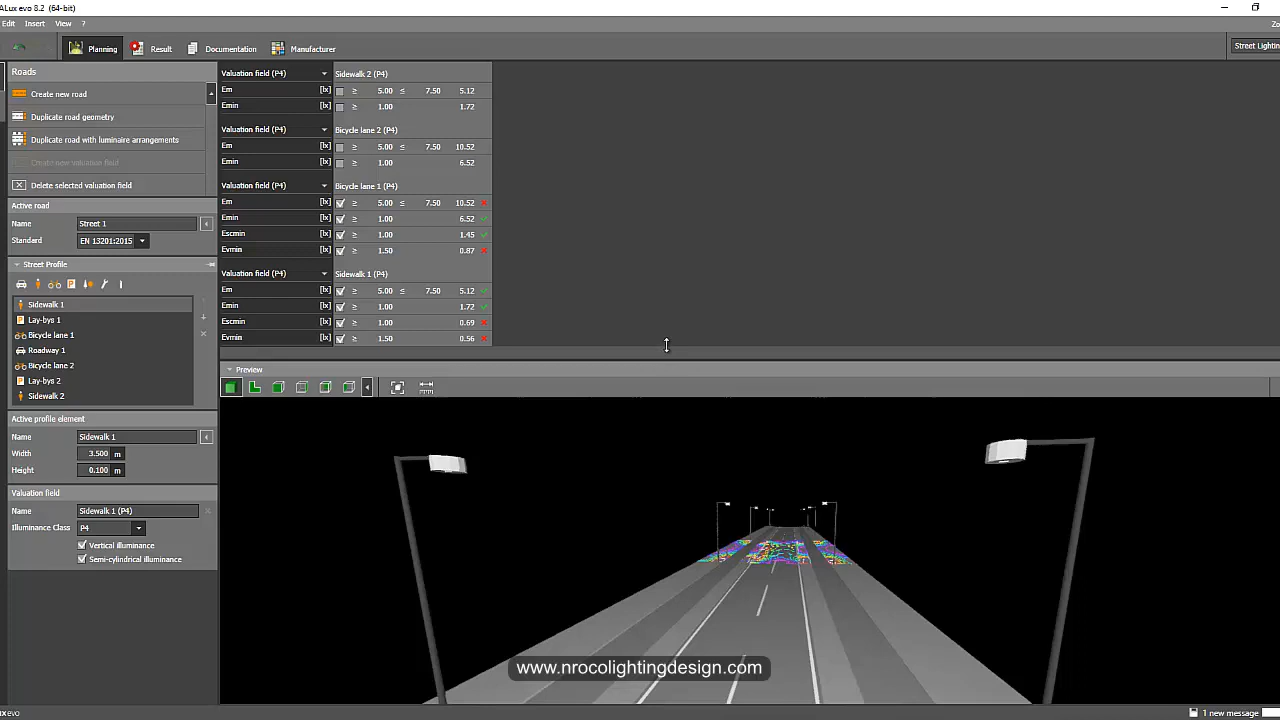 ALux evo 8.2 (64-bit)
Edit Insert View ?
Zo
Planning Result Documentation Manufacturer
Street Lightin
Roads
Create new road
Duplicate road geometry
Duplicate road with luminaire arrangements
Create new valuation field
Delete selected valuation field
Active road
Name Street 1
Standard EN 13201:2015
Street Profile
Sidewalk 1
Lay-bys 1
Bicycle lane 1
Roadway 1
Bicycle lane 2
Lay-bys 2
Sidewalk 2
Active profile element
Name Sidewalk 1
Width 3.500 m
Height 0.100 m
Valuation field
Name Sidewalk 1 (P4)
Illuminance Class P4
Vertical illuminance
Semi-cylindrical illuminance
Valuation field (P4) Sidewalk 2 (P4)
Em [lx] ≥ 5.00 ≤ 7.50 5.12
Emin [lx] ≥ 1.00 1.72
Valuation field (P4) Bicycle lane 2 (P4)
Em [lx] ≥ 5.00 ≤ 7.50 10.52
Emin [lx] ≥ 1.00 6.52
Valuation field (P4) Bicycle lane 1 (P4)
Em [lx] ≥ 5.00 ≤ 7.50 10.52
Emin [lx] ≥ 1.00 6.52
Escmin [lx] ≥ 1.00 1.45
Evmin [lx] ≥ 1.50 0.87
Valuation field (P4) Sidewalk 1 (P4)
Em [lx] ≥ 5.00 ≤ 7.50 5.12
Emin [lx] ≥ 1.00 1.72
Escmin [lx] ≥ 1.00 0.69
Evmin [lx] ≥ 1.50 0.56
Preview
www.nrocolightingdesign.com
uxevo
1 new message